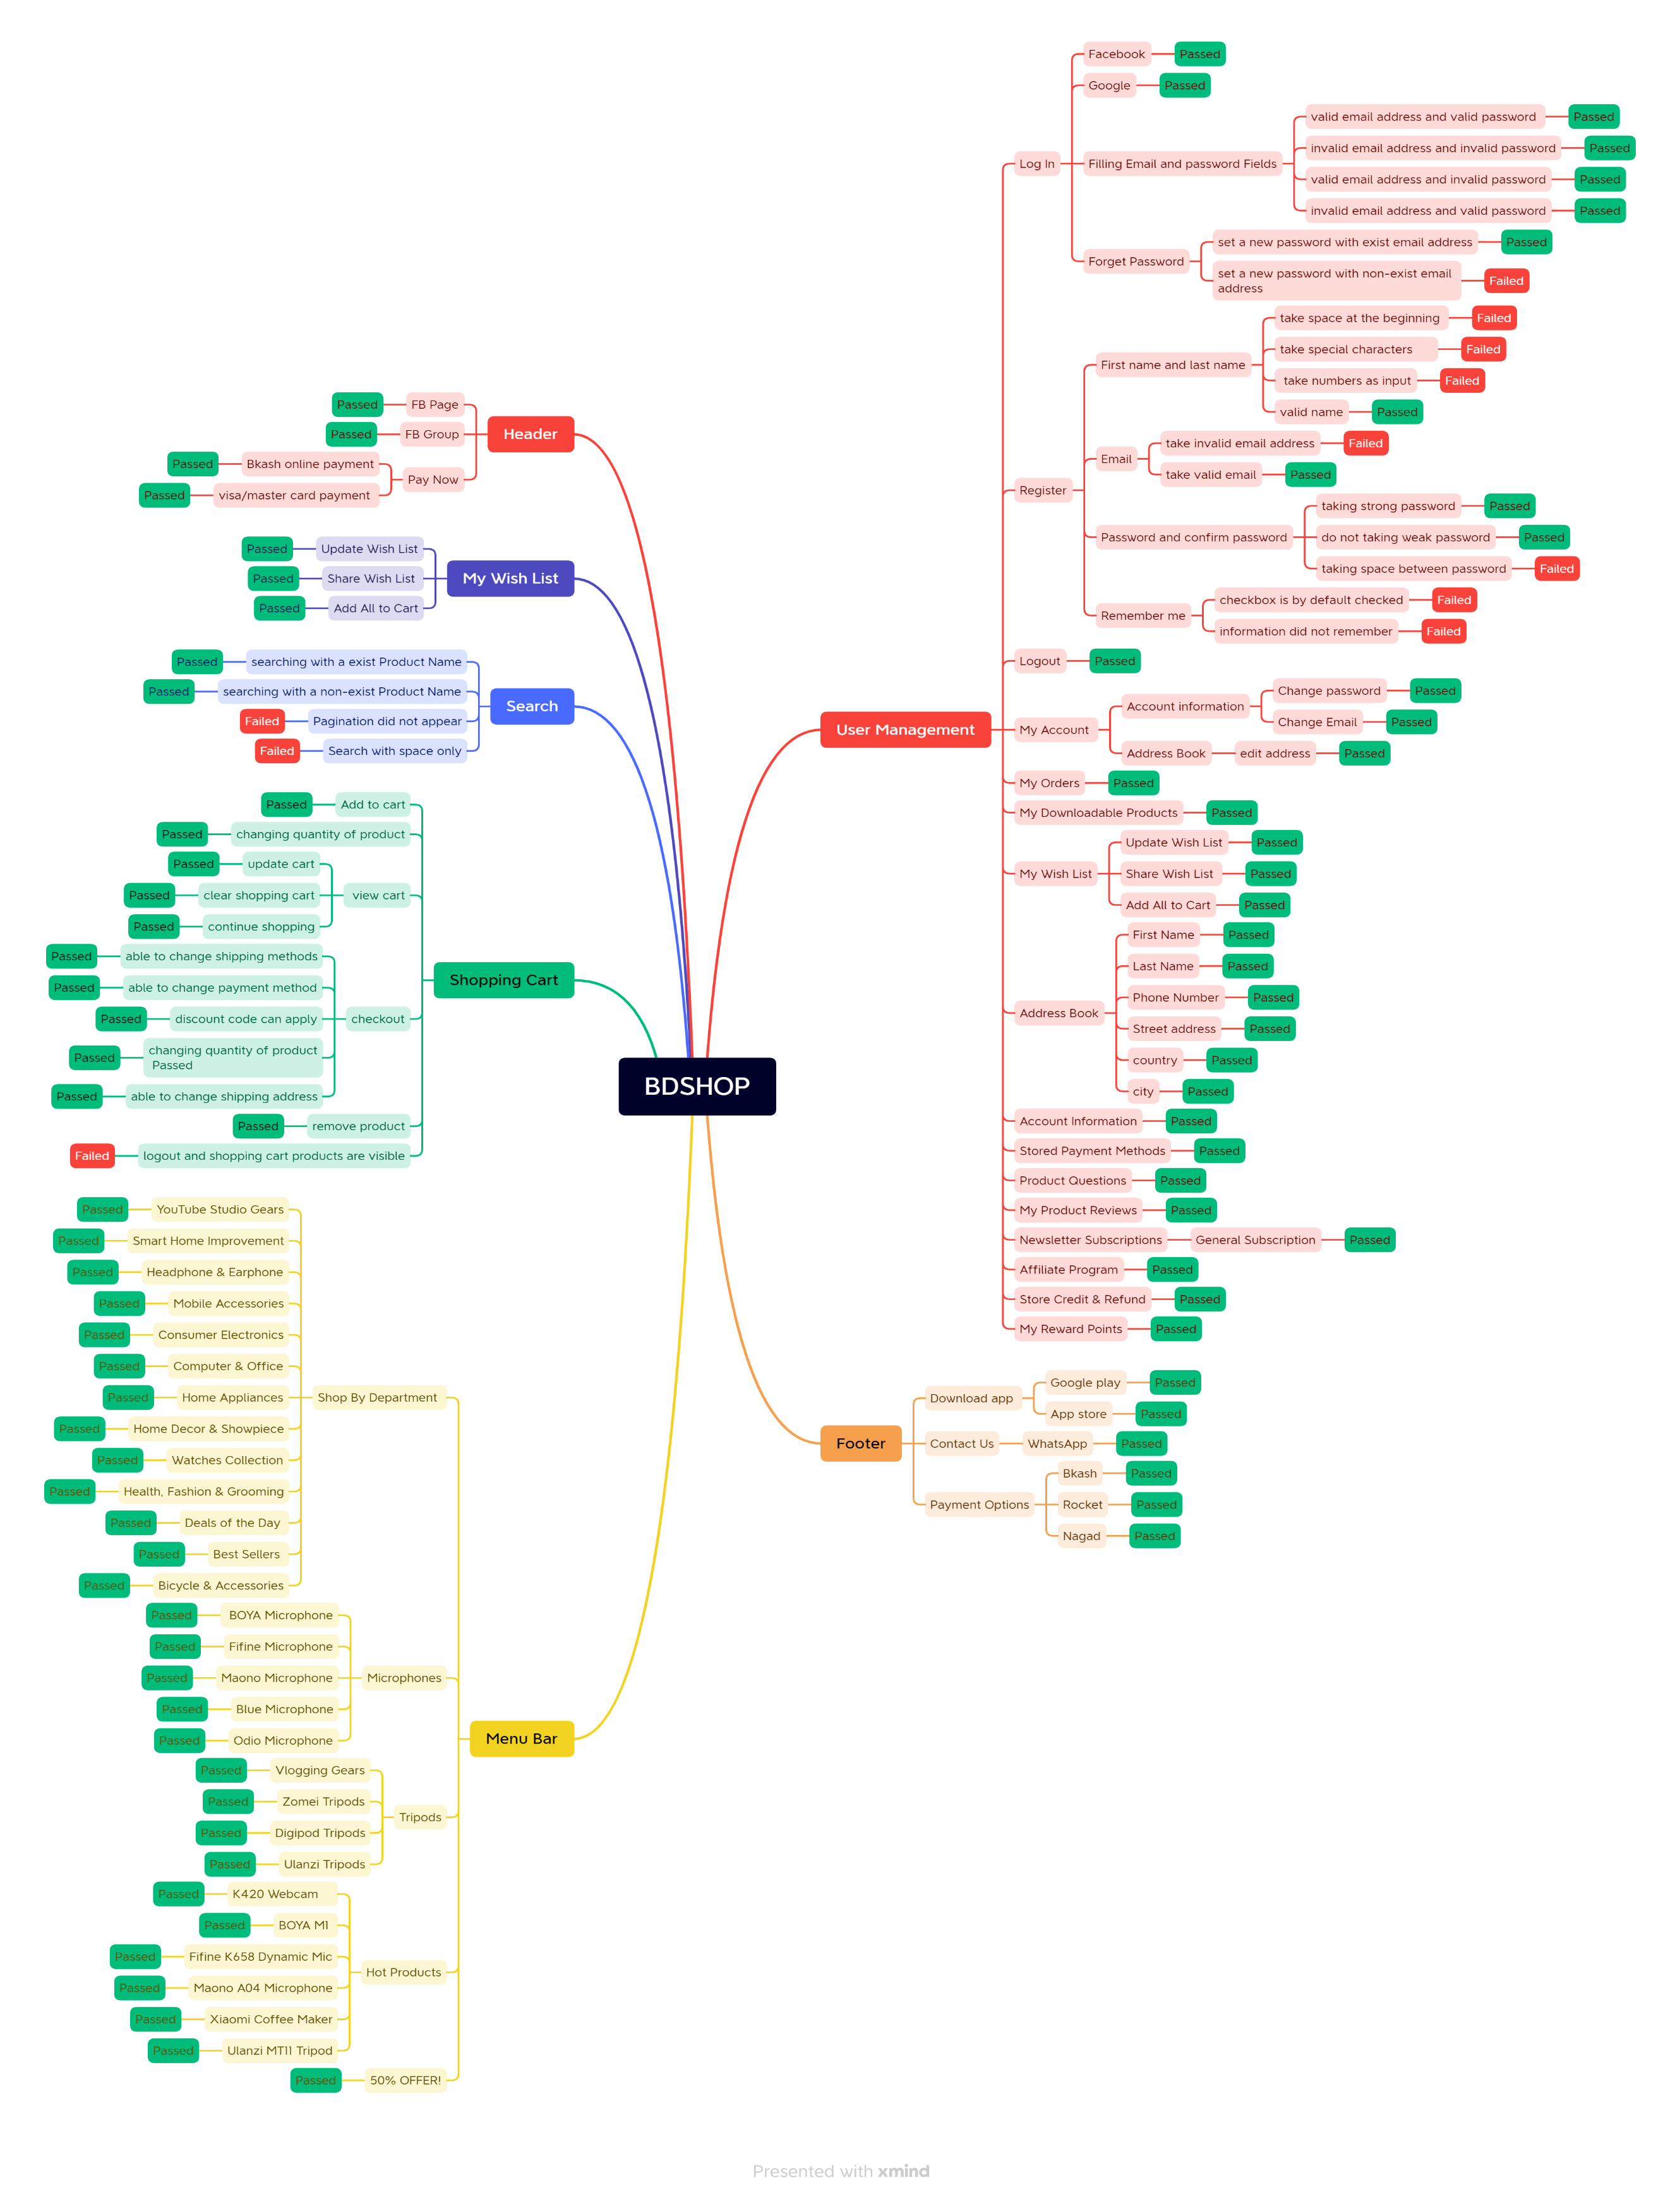 BDSHOP
User Management
Log In
Facebook
Passed
Google
Passed
Filling Email and password Fields
valid email address and valid password
Passed
invalid email address and invalid password
Passed
valid email address and invalid password
Passed
invalid email address and valid password
Passed
Forget Password
set a new password with exist email address
Passed
set a new password with non-exist email
address
Failed
Register
First name and last name
take space at the beginning
Failed
take special characters
Failed
take numbers as input
Failed
valid name
Passed
Email
take invalid email address
Failed
take valid email
Passed
Password and confirm password
taking strong password
Passed
do not taking weak password
Passed
taking space between password
Failed
Remember me
checkbox is by default checked
Failed
information did not remember
Failed
Logout
Passed
My Account
Account information
Change password
Passed
Change Email
Passed
Address Book
edit address
Passed
My Orders
Passed
My Downloadable Products
Passed
My Wish List
Update Wish List
Passed
Share Wish List
Passed
Add All to Cart
Passed
Address Book
First Name
Passed
Last Name
Passed
Phone Number
Passed
Street address
Passed
country
Passed
city
Passed
Account Information
Passed
Stored Payment Methods
Passed
Product Questions
Passed
My Product Reviews
Passed
Newsletter Subscriptions
General Subscription
Passed
Affiliate Program
Passed
Store Credit & Refund
Passed
My Reward Points
Passed
Footer
Download app
Google play
Passed
App store
Passed
Contact Us
WhatsApp
Passed
Payment Options
Bkash
Passed
Rocket
Passed
Nagad
Passed
Header
FB Page
Passed
FB Group
Passed
Pay Now
Bkash online payment
Passed
visa/master card payment
Passed
My Wish List
Update Wish List
Passed
Share Wish List
Passed
Add All to Cart
Passed
Search
searching with a exist Product Name
Passed
searching with a non-exist Product Name
Passed
Pagination did not appear
Failed
Search with space only
Failed
Shopping Cart
Add to cart
Passed
changing quantity of product
Passed
view cart
update cart
Passed
clear shopping cart
Passed
continue shopping
Passed
checkout
able to change shipping methods
Passed
able to change payment method
Passed
discount code can apply
Passed
changing quantity of product
Passed
Passed
able to change shipping address
Passed
remove product
Passed
logout and shopping cart products are visible
Failed
Menu Bar
Shop By Department
YouTube Studio Gears
Passed
Smart Home Improvement
Passed
Headphone & Earphone
Passed
Mobile Accessories
Passed
Consumer Electronics
Passed
Computer & Office
Passed
Home Appliances
Passed
Home Decor & Showpiece
Passed
Watches Collection
Passed
Health, Fashion & Grooming
Passed
Deals of the Day
Passed
Best Sellers
Passed
Bicycle & Accessories
Passed
Microphones
BOYA Microphone
Passed
Fifine Microphone
Passed
Maono Microphone
Passed
Blue Microphone
Passed
Odio Microphone
Passed
Tripods
Vlogging Gears
Passed
Zomei Tripods
Passed
Digipod Tripods
Passed
Ulanzi Tripods
Passed
Hot Products
K420 Webcam
Passed
BOYA M1
Passed
Fifine K658 Dynamic Mic
Passed
Maono A04 Microphone
Passed
Xiaomi Coffee Maker
Passed
Ulanzi MT11 Tripod
Passed
50% OFFER!
Passed
Presented with xmind